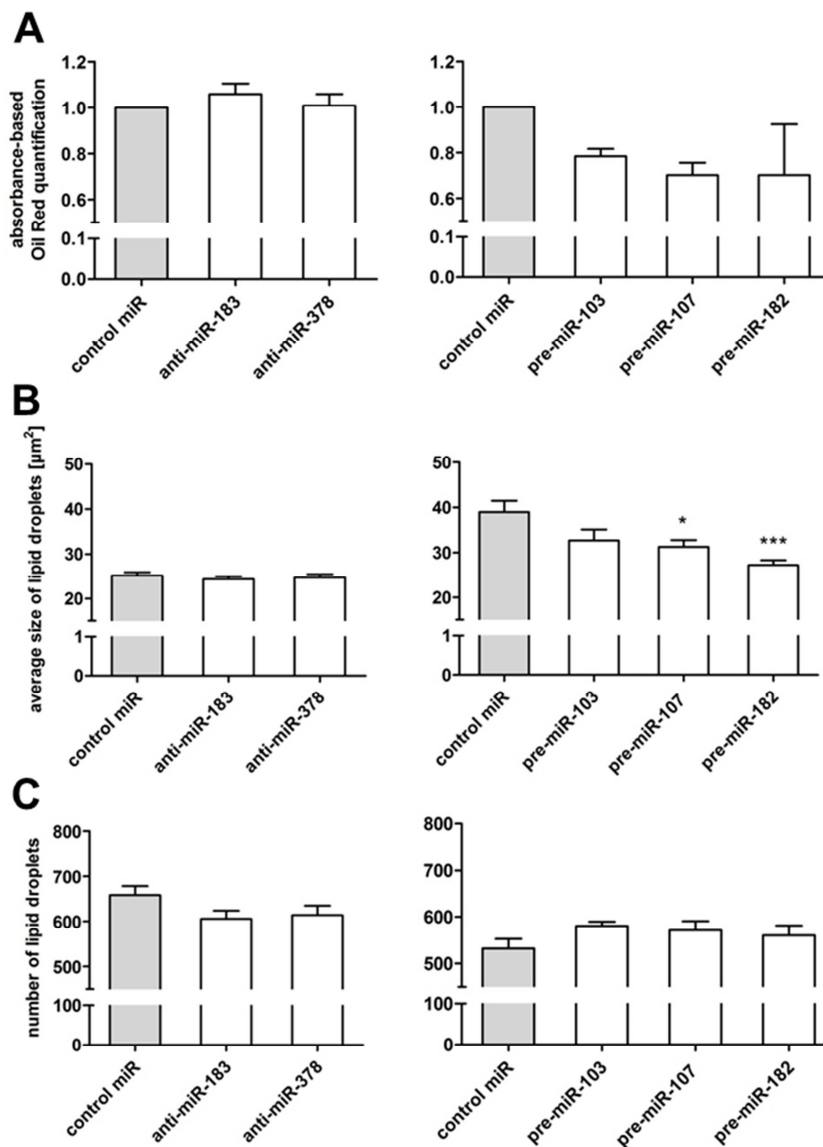 A
absorbance-based
Oil Red quantification
1.2
1.0
0.8
0.6
0.1
0.0
control miR
anti-miR-183
anti-miR-378
1.2
1.0
0.8
0.6
0.1
0.0
control miR
pre-miR-103
pre-miR-107
pre-miR-182
B
average size of lipid droplets [µm²]
50
40
30
20
1
0
control miR
anti-miR-183
anti-miR-378
50
40
30
20
1
0
*
***
control miR
pre-miR-103
pre-miR-107
pre-miR-182
C
number of lipid droplets
800
700
600
500
100
0
control miR
anti-miR-183
anti-miR-378
800
700
600
500
100
0
control miR
pre-miR-103
pre-miR-107
pre-miR-182